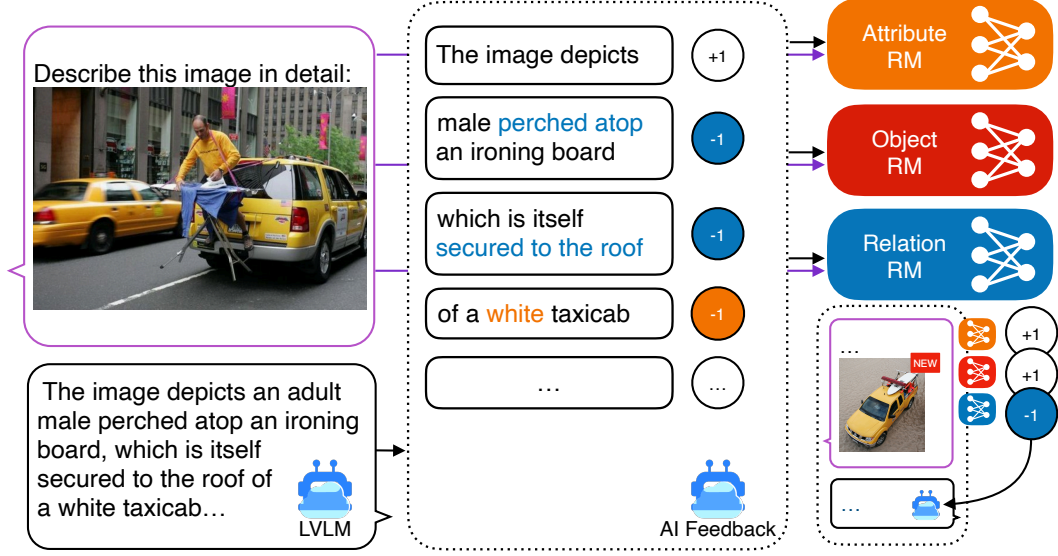 Describe this image in detail:
The image depicts an adult
male perched atop an ironing
board, which is itself
secured to the roof of
a white taxicab…
LVLM
The image depicts
+1
male perched atop
an ironing board
-1
which is itself
secured to the roof
-1
of a white taxicab
-1
…
…
AI Feedback
Attribute
RM
Object
RM
Relation
RM
…
NEW
+1
+1
-1
…